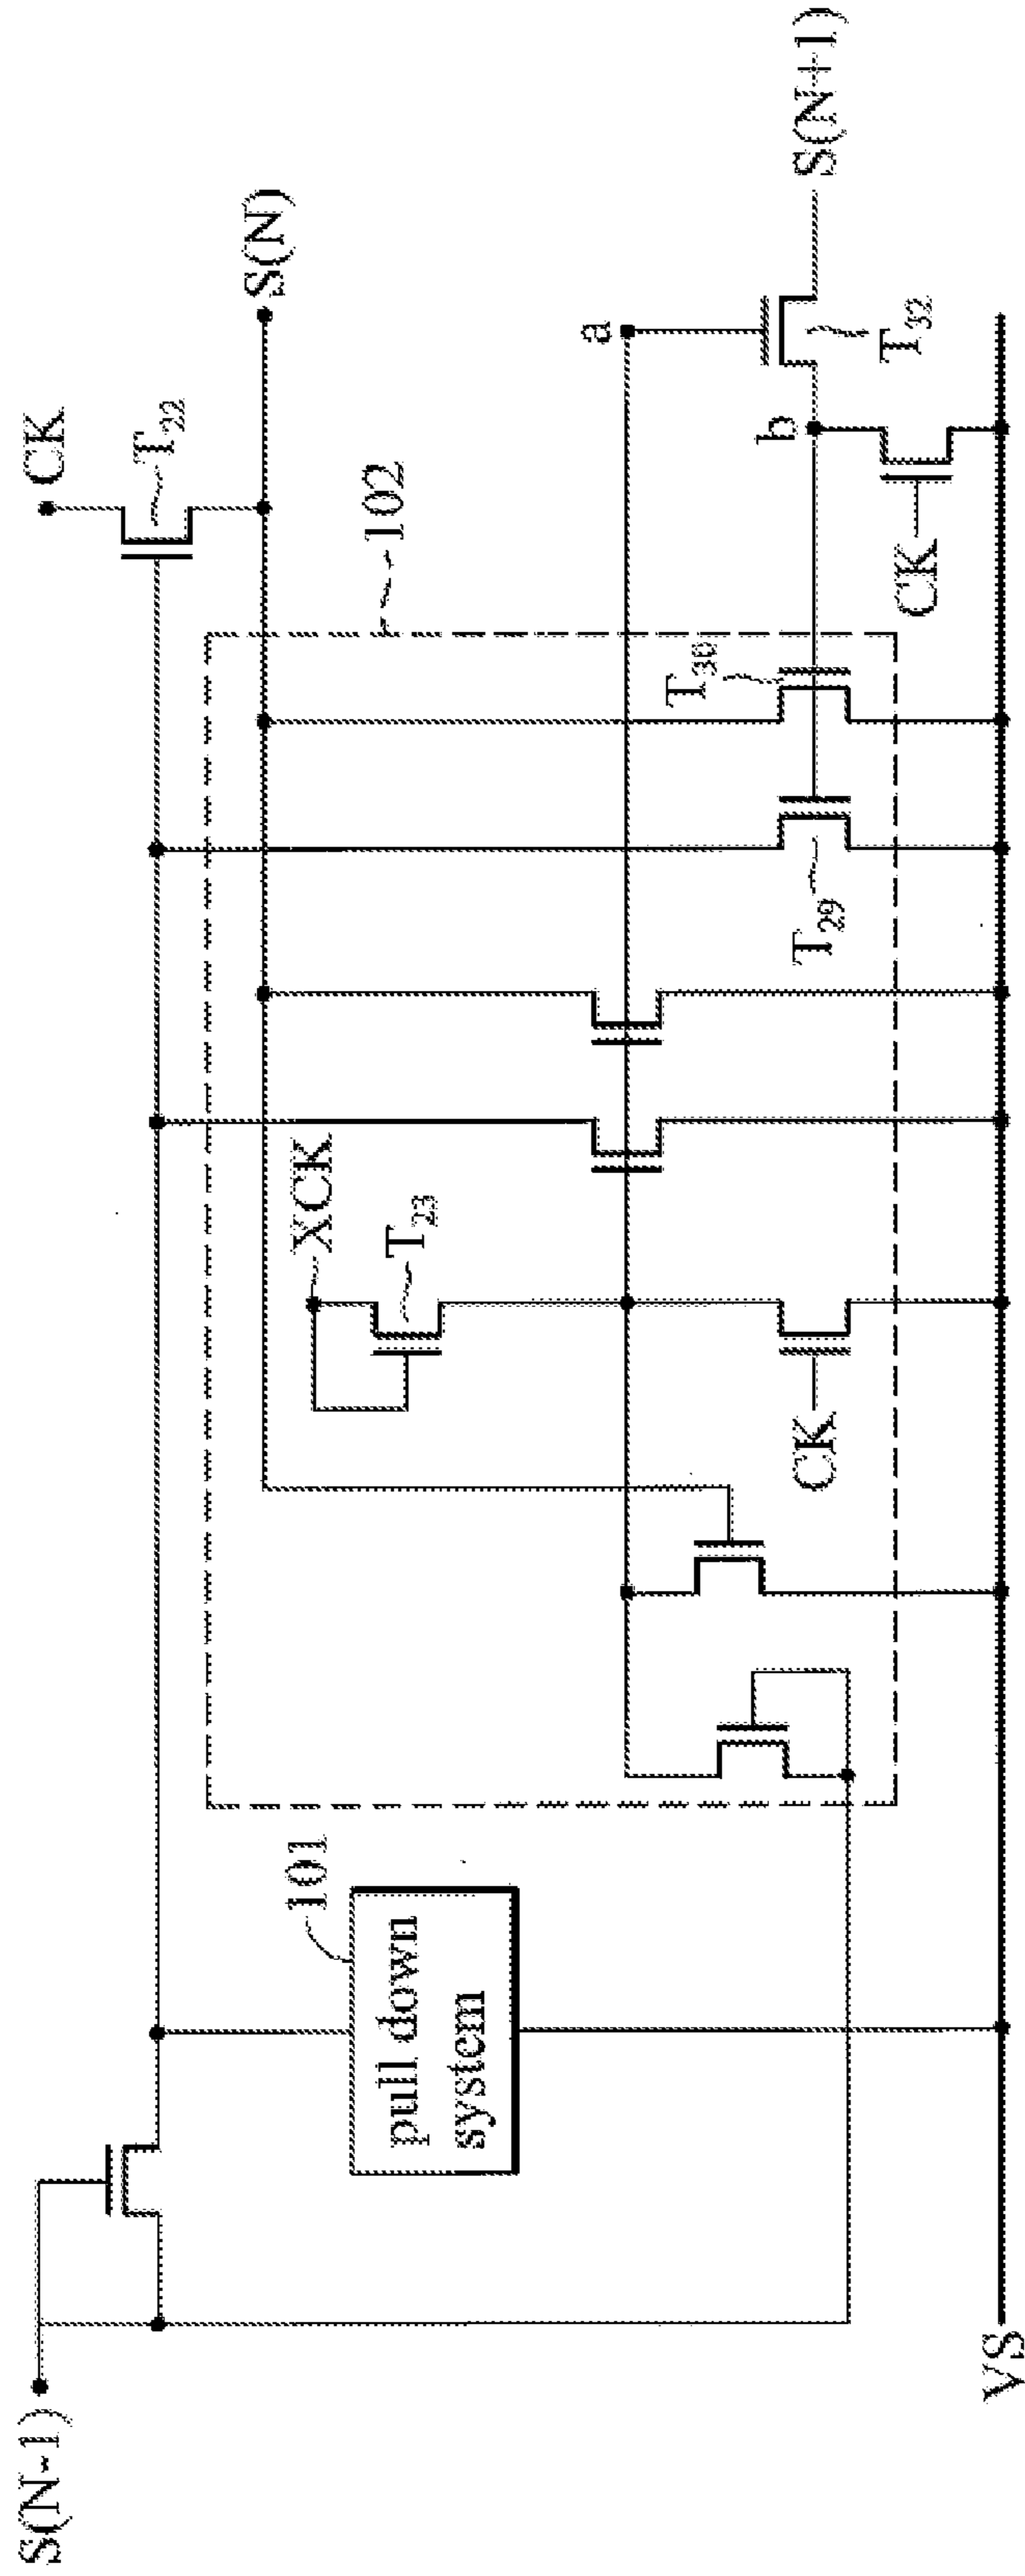 S(N-1)
VS
101
pull down
system
CK
XCK
T23
T29
T30
102
CK
T22
S(N)
CK
b
a
T32
S(N+1)